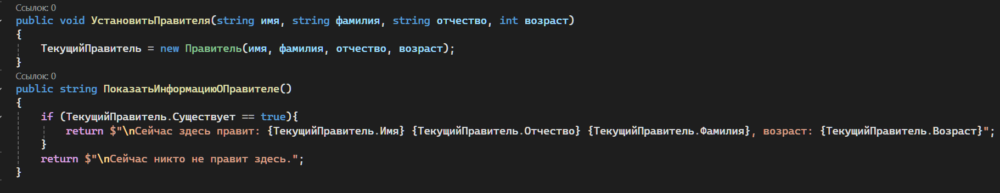 Ссылок: 0
public void УстановитьПравителя(string имя, string фамилия, string отчество, int возраст)
{
    ТекущийПравитель = new Правитель(имя, фамилия, отчество, возраст);
}
Ссылок: 0
public string ПоказатьИнформациюОПравителе()
{
    if (ТекущийПравитель.Существует == true){
        return $"\nСейчас здесь правит: {ТекущийПравитель.Имя} {ТекущийПравитель.Отчество} {ТекущийПравитель.Фамилия}, возраст: {ТекущийПравитель.Возраст}";
    }
    return $"\nСейчас никто не правит здесь.";
}